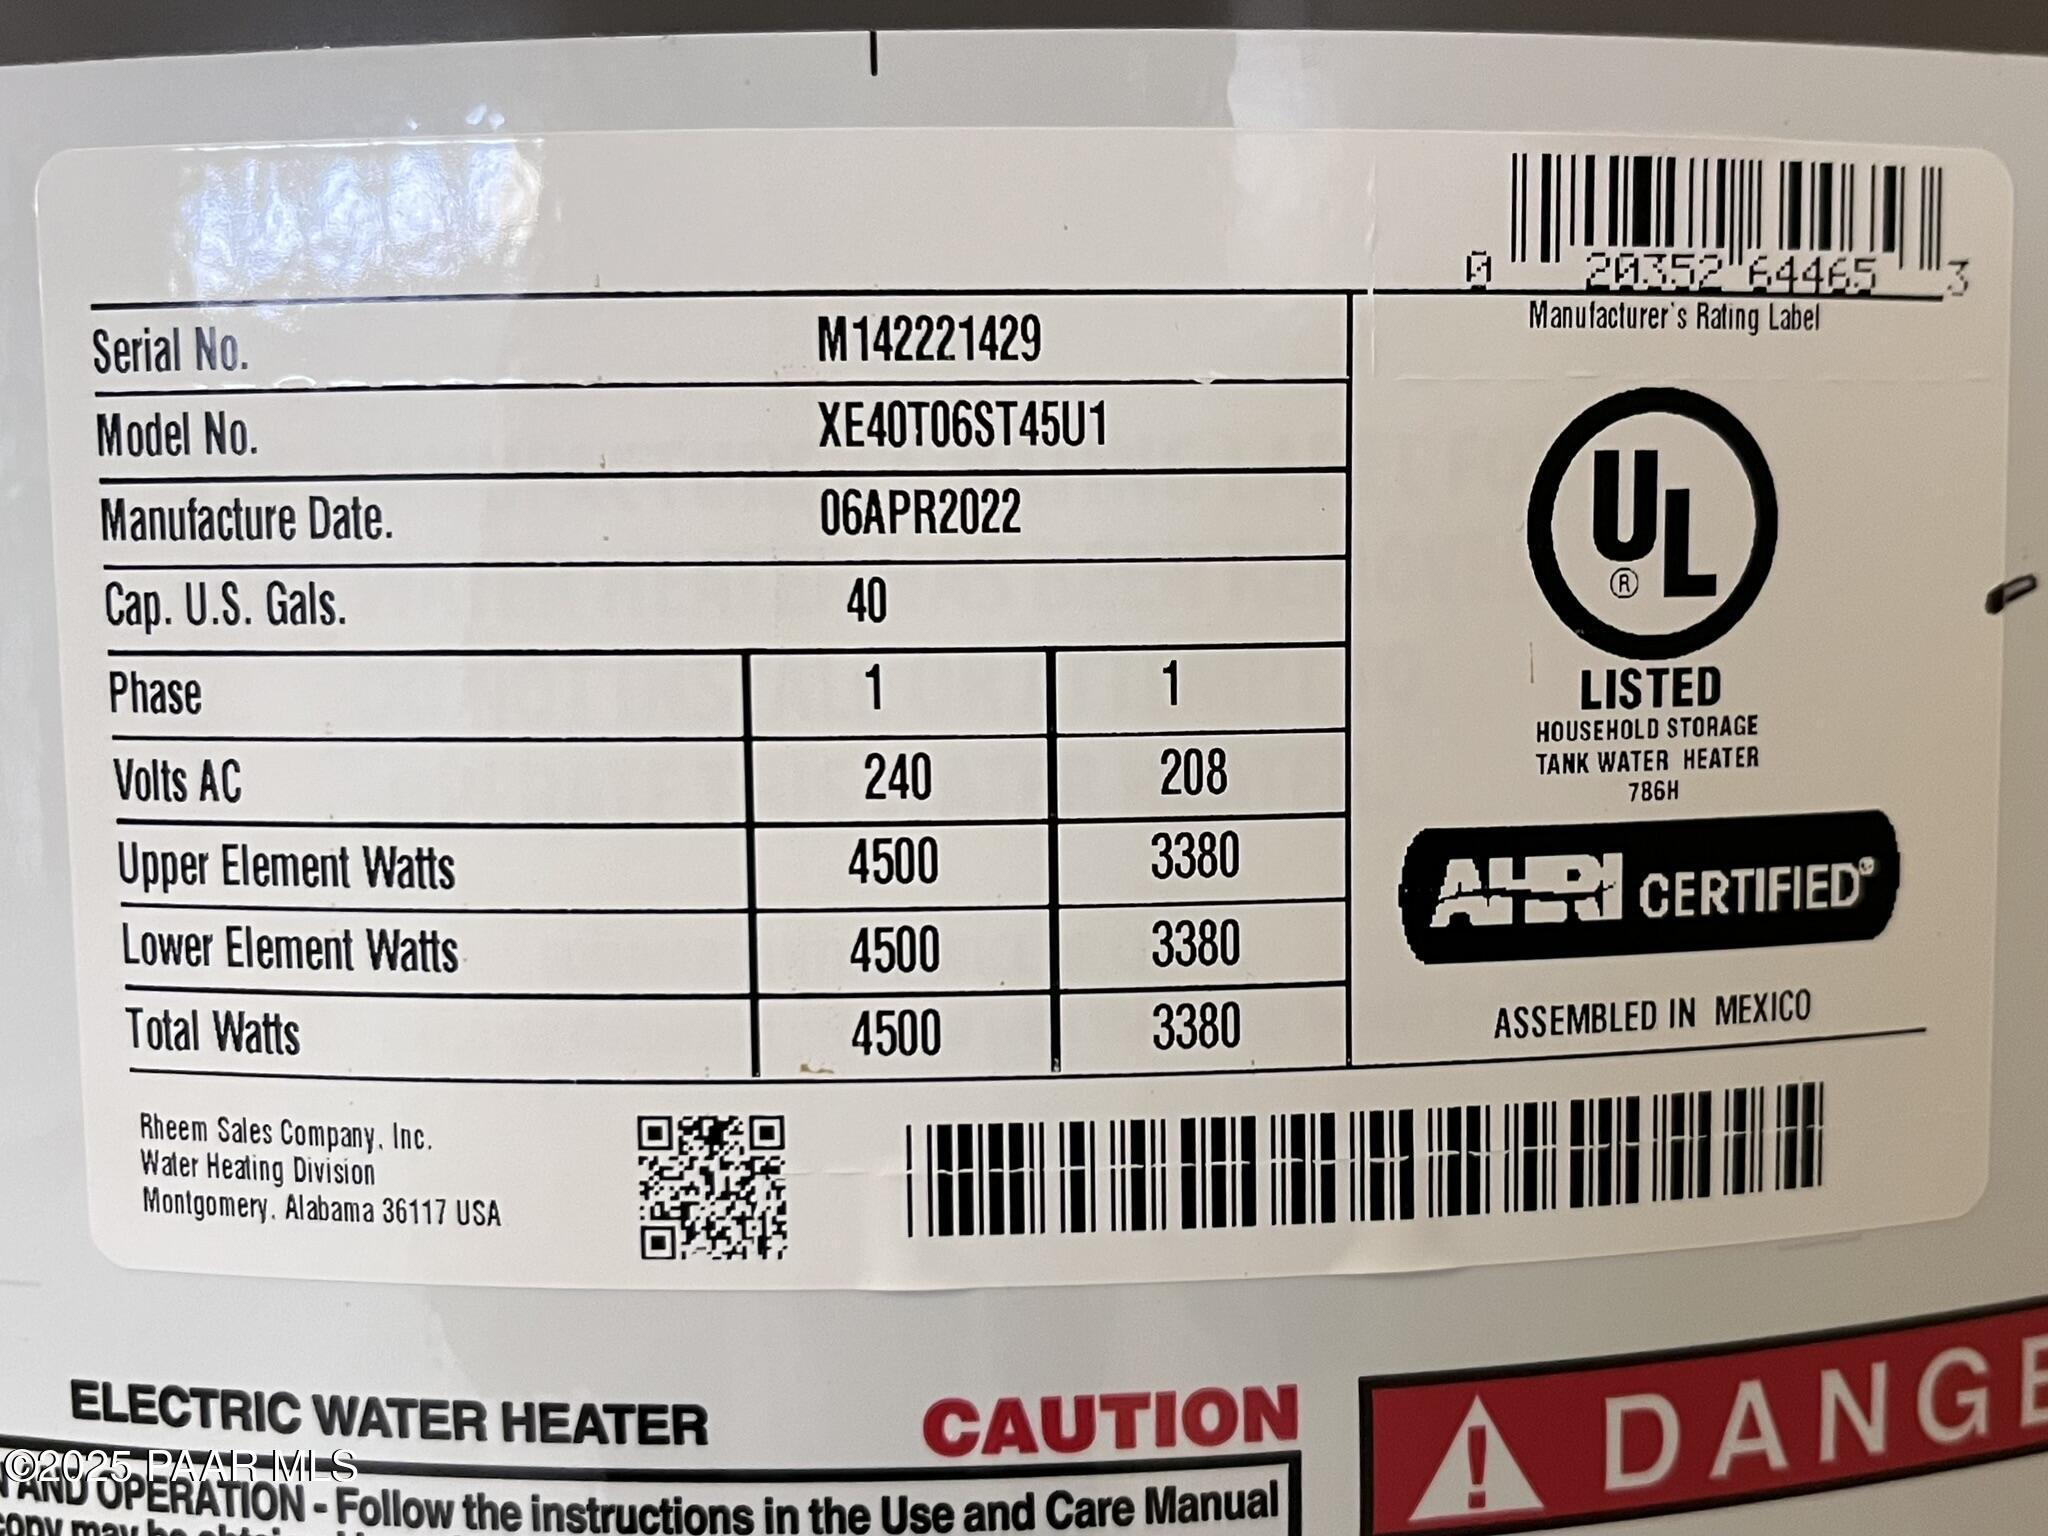 0 20352 64465 3
Manufacturer's Rating Label
Serial No. M142221429
Model No. XE40T06ST45U1
Manufacture Date. 06APR2022
Cap. U.S. Gals. 40
Phase 1 1
Volts AC 240 208
Upper Element Watts 4500 3380
Lower Element Watts 4500 3380
Total Watts 4500 3380
UL
®
LISTED
HOUSEHOLD STORAGE
TANK WATER HEATER
786H
AHRI CERTIFIED®
ASSEMBLED IN MEXICO
Rheem Sales Company, Inc.
Water Heating Division
Montgomery, Alabama 36117 USA
ELECTRIC WATER HEATER
CAUTION
DANGE
©2025 PAAR MLS
AND OPERATION - Follow the instructions in the Use and Care Manual
copy may be